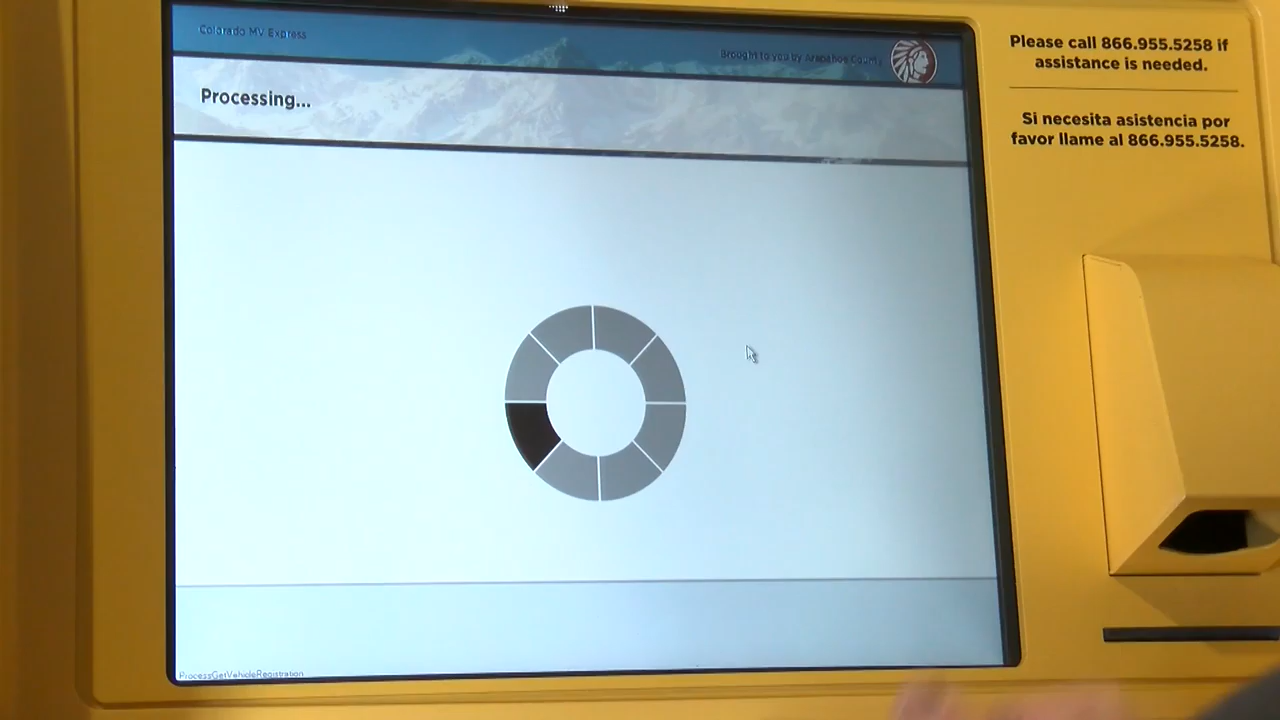 Colorado MV Express
Brought to you by Arapahoe County
Processing...
ProcessGetVehicleRegistration
Please call 866.955.5258 if
assistance is needed.
Si necesita asistencia por
favor llame al 866.955.5258.